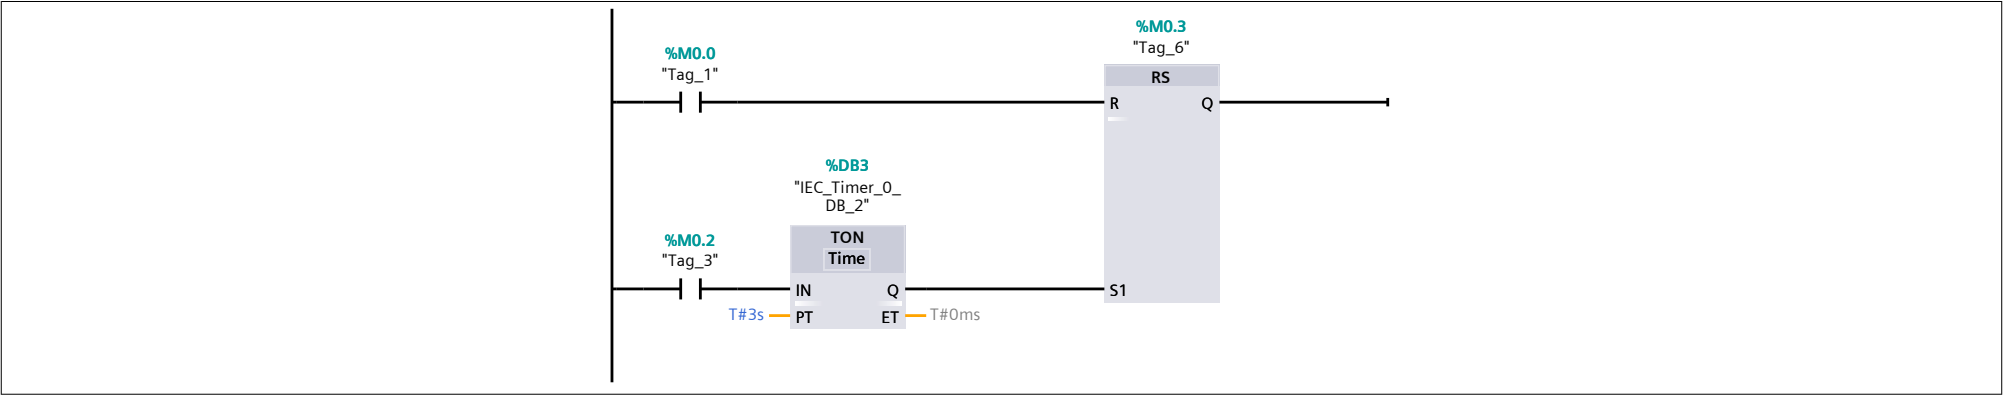 %M0.3
"Tag_6"
%M0.0
"Tag_1"
RS
R Q
%DB3
"IEC_Timer_0_
DB_2"
%M0.2
"Tag_3"
TON
Time
IN Q S1
T#3s PT ET T#0ms